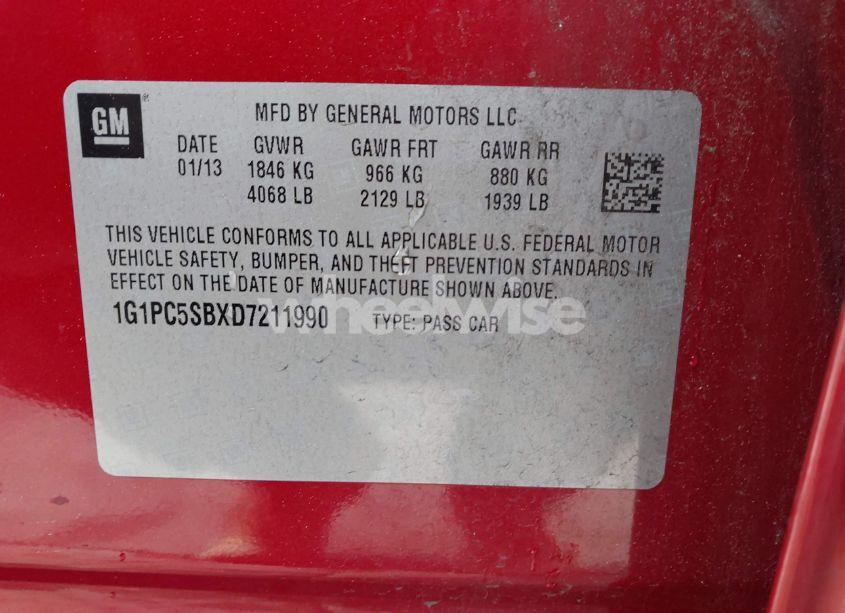 GM
MFD BY GENERAL MOTORS LLC
DATE GVWR GAWR FRT GAWR RR
01/13 1846 KG 966 KG 880 KG
4068 LB 2129 LB 1939 LB
THIS VEHICLE CONFORMS TO ALL APPLICABLE U.S. FEDERAL MOTOR
VEHICLE SAFETY, BUMPER, AND THEFT PREVENTION STANDARDS IN
EFFECT ON THE DATE OF MANUFACTURE SHOWN ABOVE.
1G1PC5SBXD7211990 TYPE: PASS CAR
wheelwise